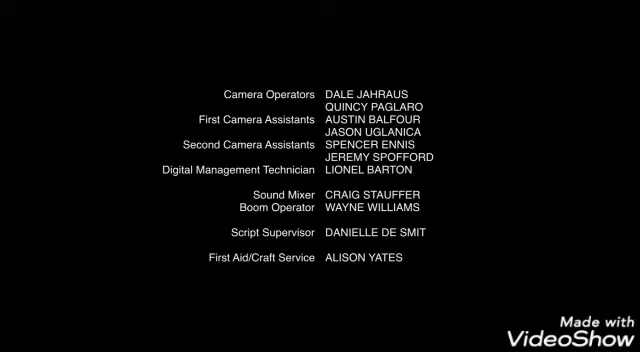 Camera Operators DALE JAHRAUS
QUINCY PAGLARO
First Camera Assistants AUSTIN BALFOUR
JASON UGLANICA
Second Camera Assistants SPENCER ENNIS
JEREMY SPOFFORD
Digital Management Technician LIONEL BARTON
Sound Mixer CRAIG STAUFFER
Boom Operator WAYNE WILLIAMS
Script Supervisor DANIELLE DE SMIT
First Aid/Craft Service ALISON YATES
Made with
VideoShow